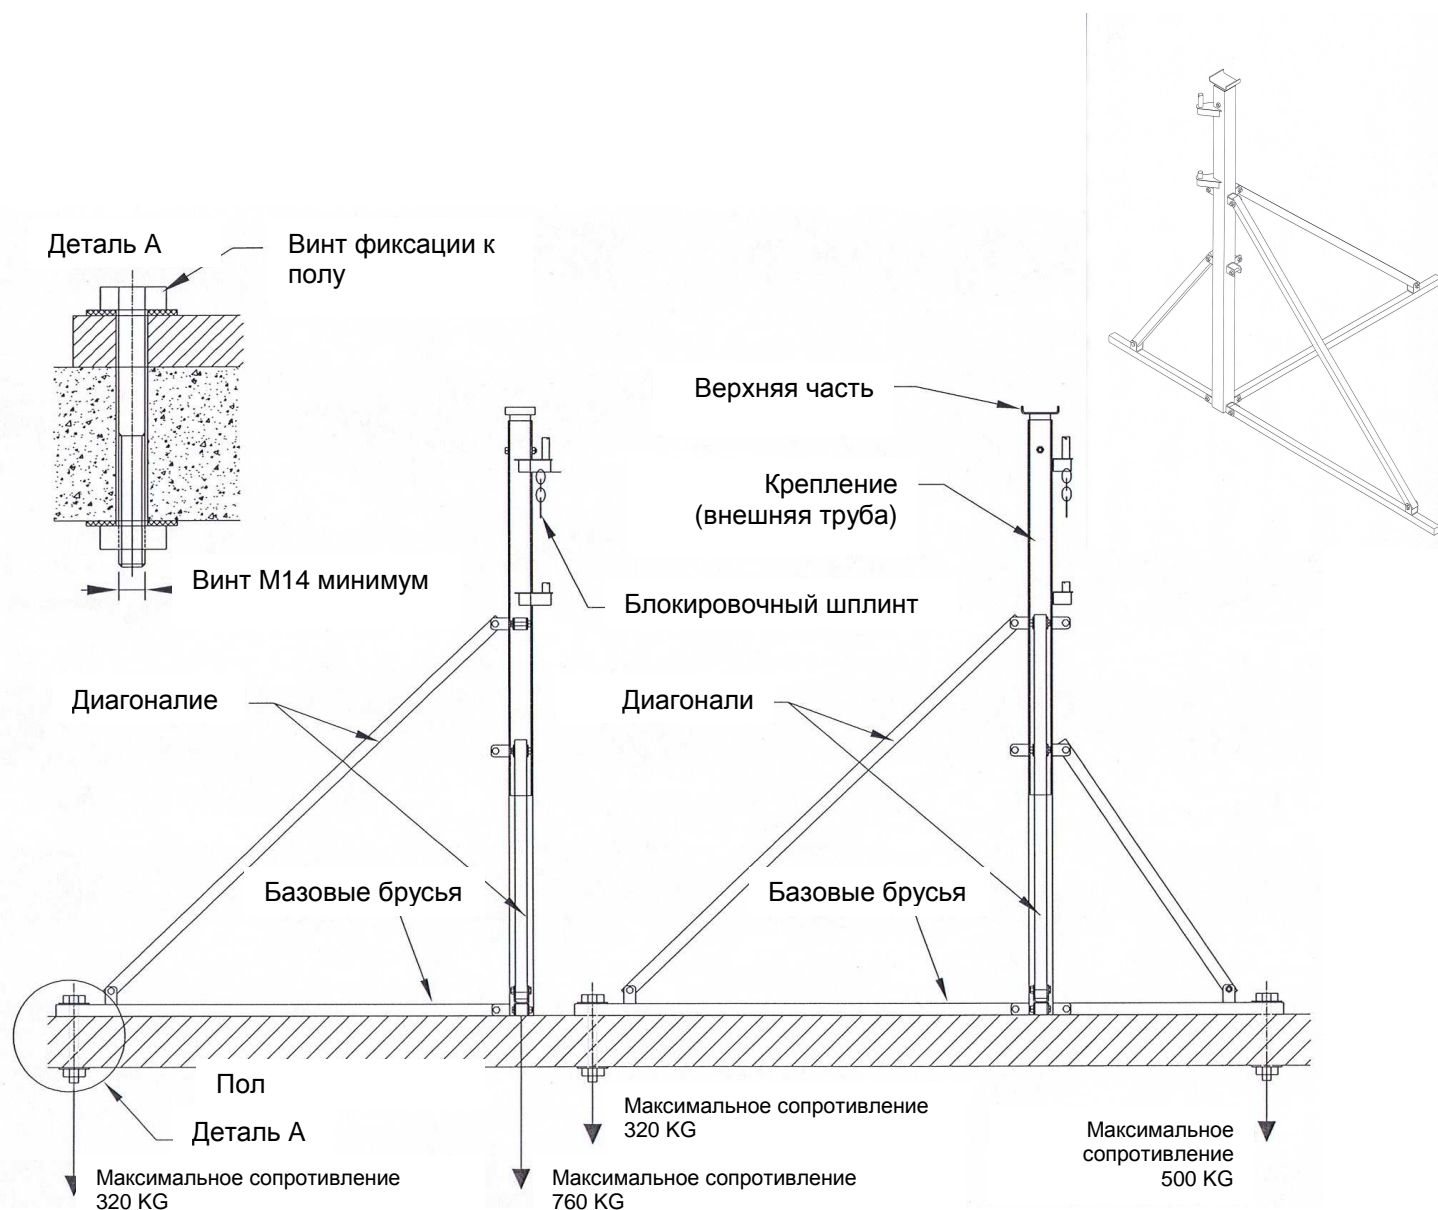 Деталь А
Винт фиксации к
полу
Винт М14 минимум
Верхняя часть
Крепление
(внешняя труба)
Блокировочный шплинт
Диагоналие
Диагонали
Базовые брусья
Базовые брусья
Пол
Деталь А
Максимальное сопротивление
320 KG
Максимальное сопротивление
760 KG
Максимальное сопротивление
320 KG
Максимальное
сопротивление
500 KG